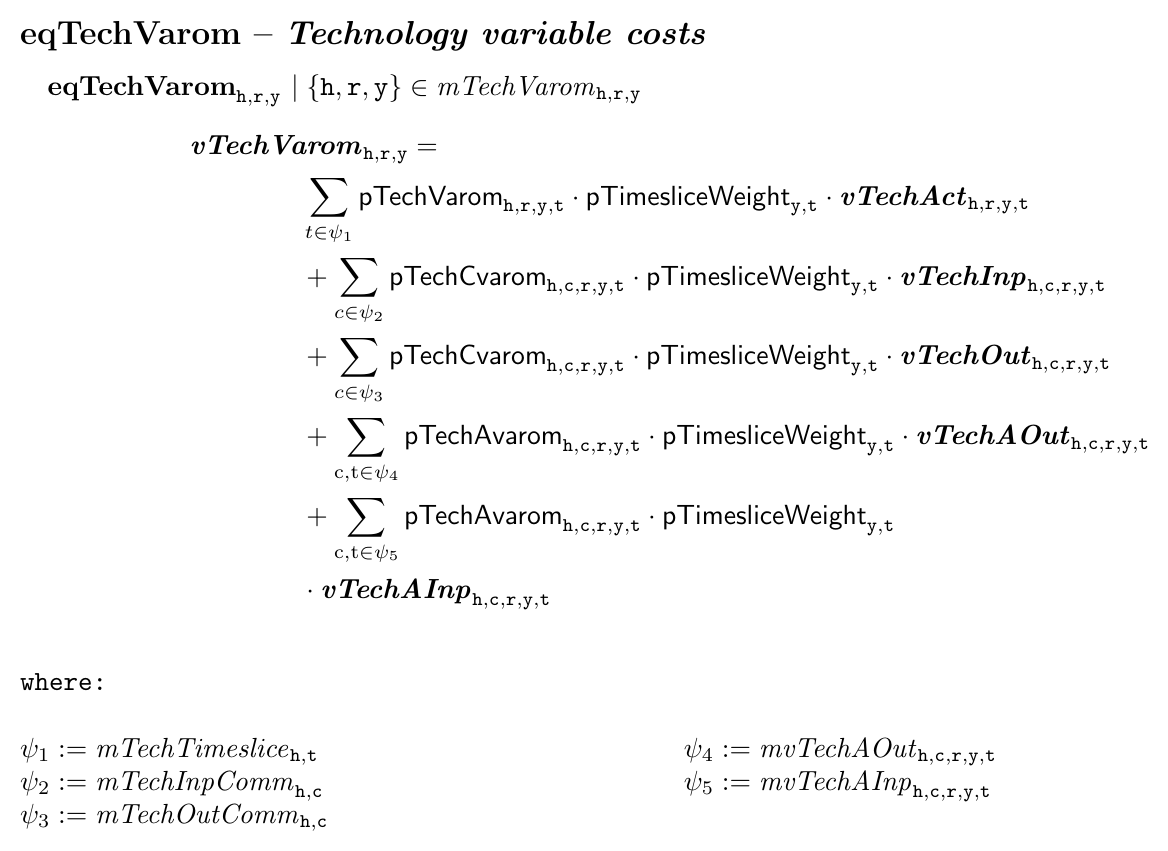 eqTechVarom – Technology variable costs
eqTechVarom_{h,r,y} | {h, r, y} ∈ mTechVarom_{h,r,y}
vTechVarom_{h,r,y} =
∑_{t∈ψ₁} pTechVarom_{h,r,y,t} · pTimesliceWeight_{y,t} · vTechAct_{h,r,y,t}
+ ∑_{c∈ψ₂} pTechCvarom_{h,c,r,y,t} · pTimesliceWeight_{y,t} · vTechInp_{h,c,r,y,t}
+ ∑_{c∈ψ₃} pTechCvarom_{h,c,r,y,t} · pTimesliceWeight_{y,t} · vTechOut_{h,c,r,y,t}
+ ∑_{c,t∈ψ₄} pTechAvarom_{h,c,r,y,t} · pTimesliceWeight_{y,t} · vTechAOut_{h,c,r,y,t}
+ ∑_{c,t∈ψ₅} pTechAvarom_{h,c,r,y,t} · pTimesliceWeight_{y,t}
· vTechAInp_{h,c,r,y,t}
where:
ψ₁ := mTechTimeslice_{h,t}
ψ₂ := mTechInpComm_{h,c}
ψ₃ := mTechOutComm_{h,c}
ψ₄ := mvTechAOut_{h,c,r,y,t}
ψ₅ := mvTechAInp_{h,c,r,y,t}